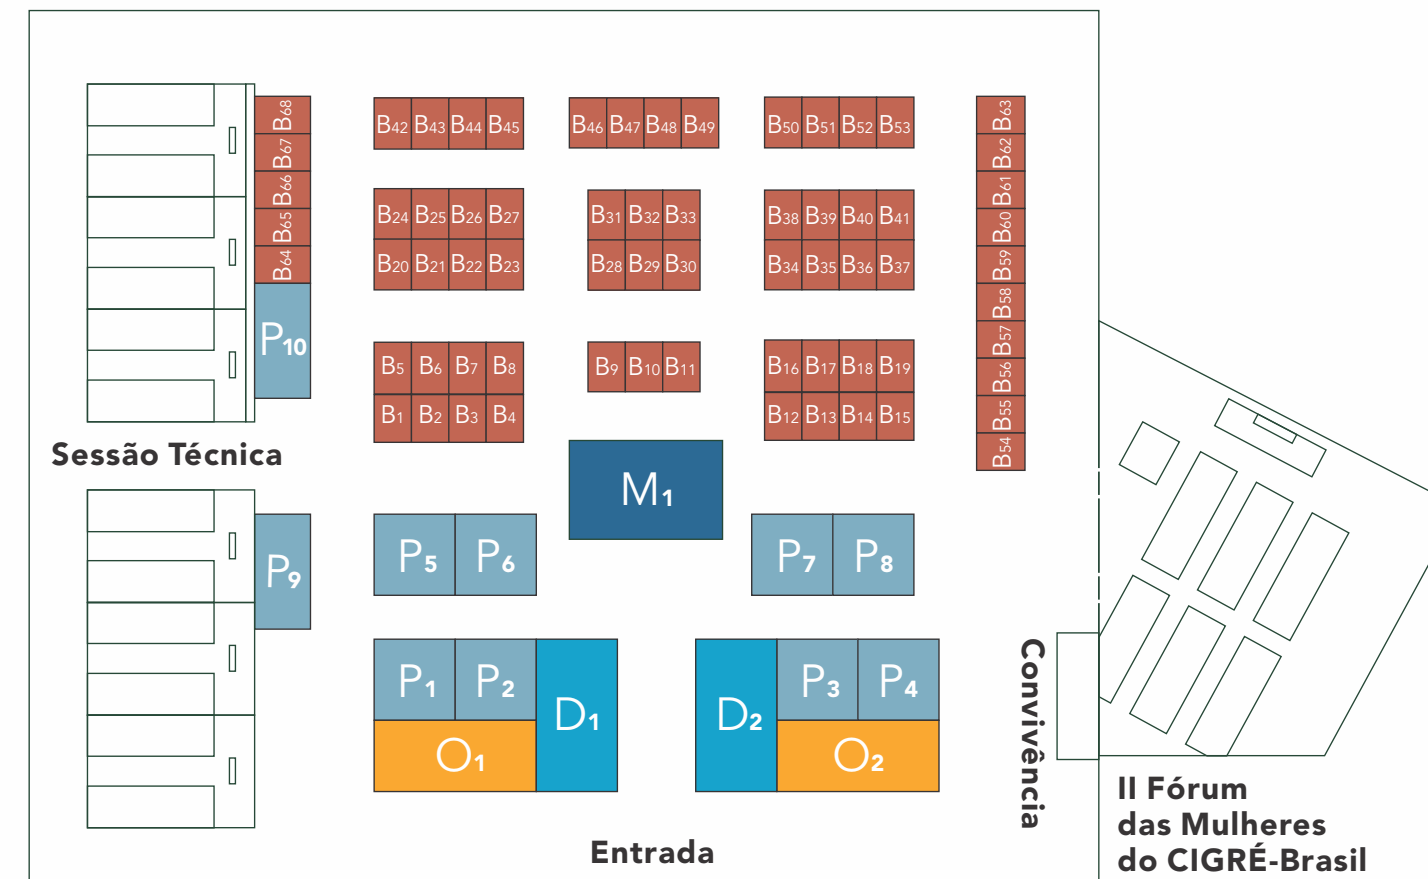 B42 B43 B44 B45
B46 B47 B48 B49
B50 B51 B52 B53
B24 B25 B26 B27
B20 B21 B22 B23
B31 B32 B33
B28 B29 B30
B38 B39 B40 B41
B34 B35 B36 B37
B5 B6 B7 B8
B1 B2 B3 B4
B9 B10 B11
B16 B17 B18 B19
B12 B13 B14 B15
B68
B67
B66
B65
B64
P10
B63
B62
B61
B60
B59
B58
B57
B56
B55
B54
Sessão Técnica
M1
P9
P5 P6
P7 P8
P1 P2
D1
O1
D2
P3 P4
O2
Convivência
Entrada
II Fórum
das Mulheres
do CIGRÉ-Brasil